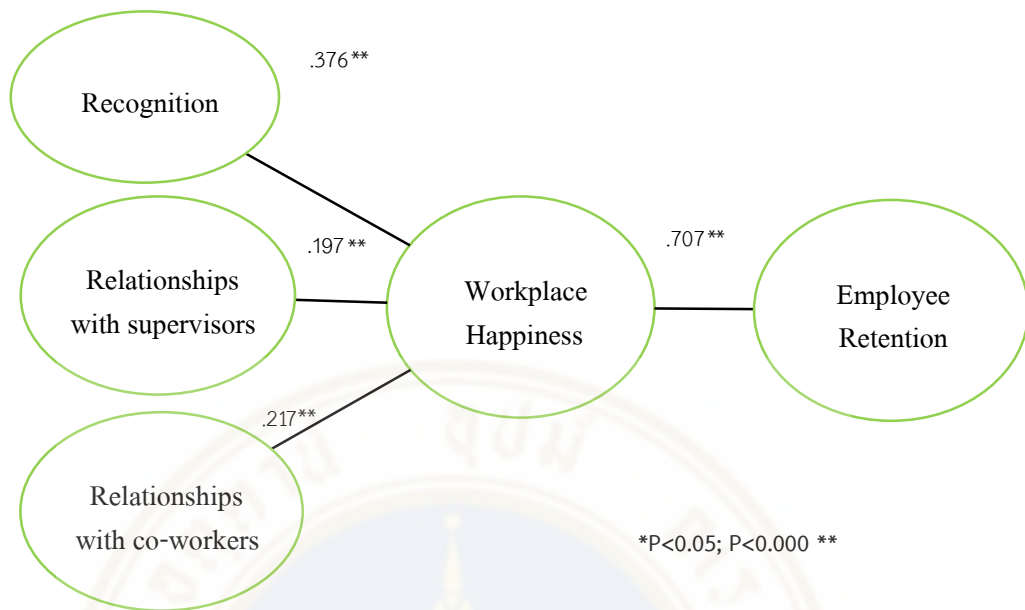 .376**
Recognition
.197**
.707**
Relationships
with supervisors
Workplace
Happiness
Employee
Retention
.217**
Relationships
with co-workers
*P<0.05; P<0.000 **